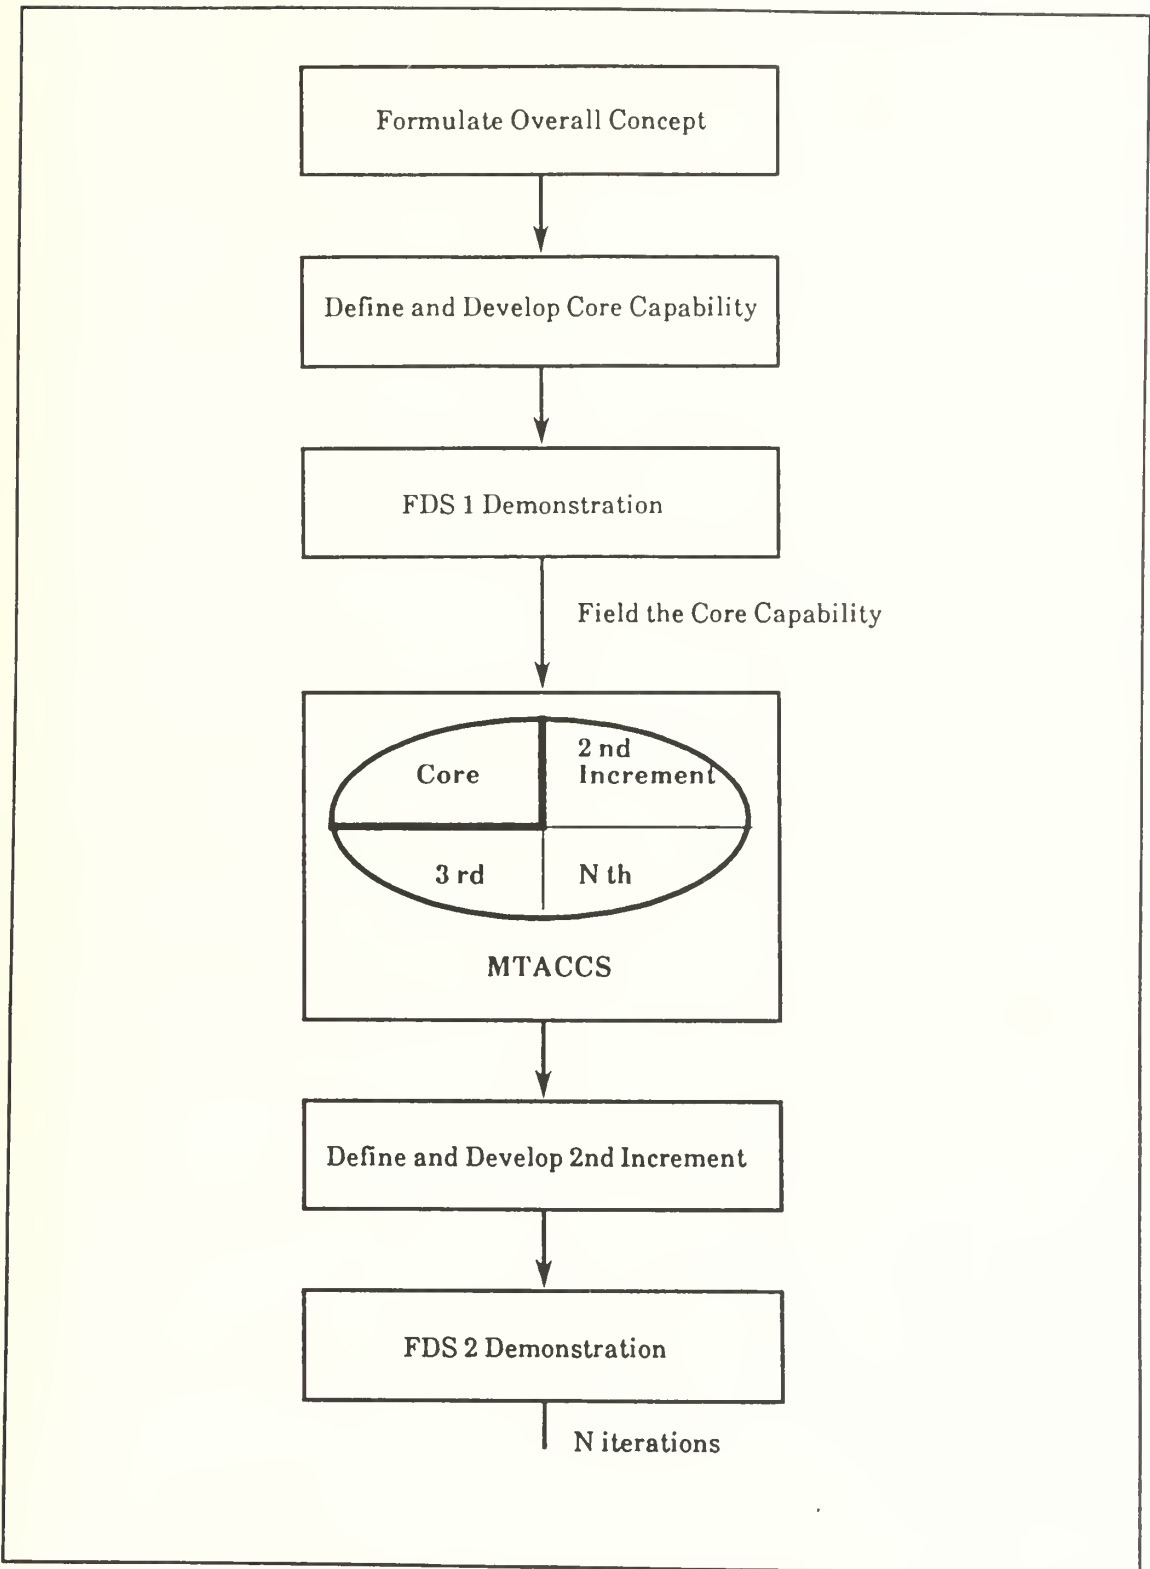 Formulate Overall Concept
Define and Develop Core Capability
FDS 1 Demonstration
Field the Core Capability
Core
2 nd
Increment
3 rd
N th
MTACCS
Define and Develop 2nd Increment
FDS 2 Demonstration
N iterations